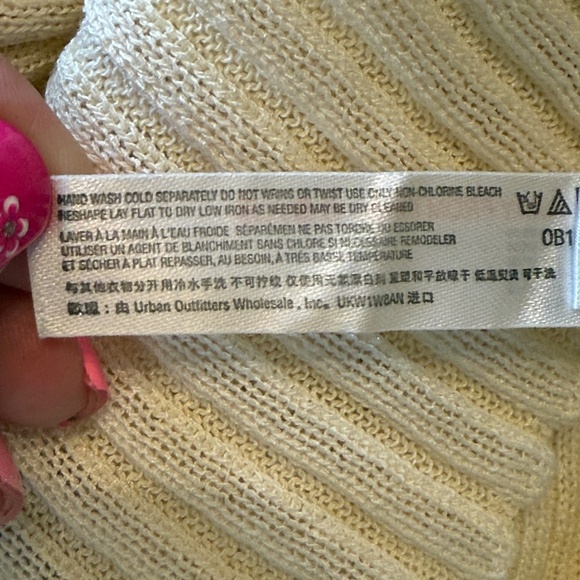 HAND WASH COLD SEPARATELY DO NOT WRING OR TWIST USE ONLY NON-CHLORINE BLEACH
RESHAPE LAY FLAT TO DRY LOW IRON AS NEEDED MAY BE DRY CLEANED
LAVER À LA MAIN À L'EAU FROIDE SÉPARÉMEN NE PAS TORDRE OU ESSORER
UTILISER UN AGENT DE BLANCHIMENT SANS CHLORE SI NÉCESSAIRE REMODELER
ET SÉCHER À PLAT REPASSER, AU BESOIN, À TRÈS BASSE TEMPÉRATURE
与其他衣物分开用冷水手洗 不可拧绞 仅使用无氯漂白剂 重塑和平放晾干 低温熨烫 可干洗
欧盟：由 Urban Outfitters Wholesale, Inc。 UKW1W8AN 进口
0B1